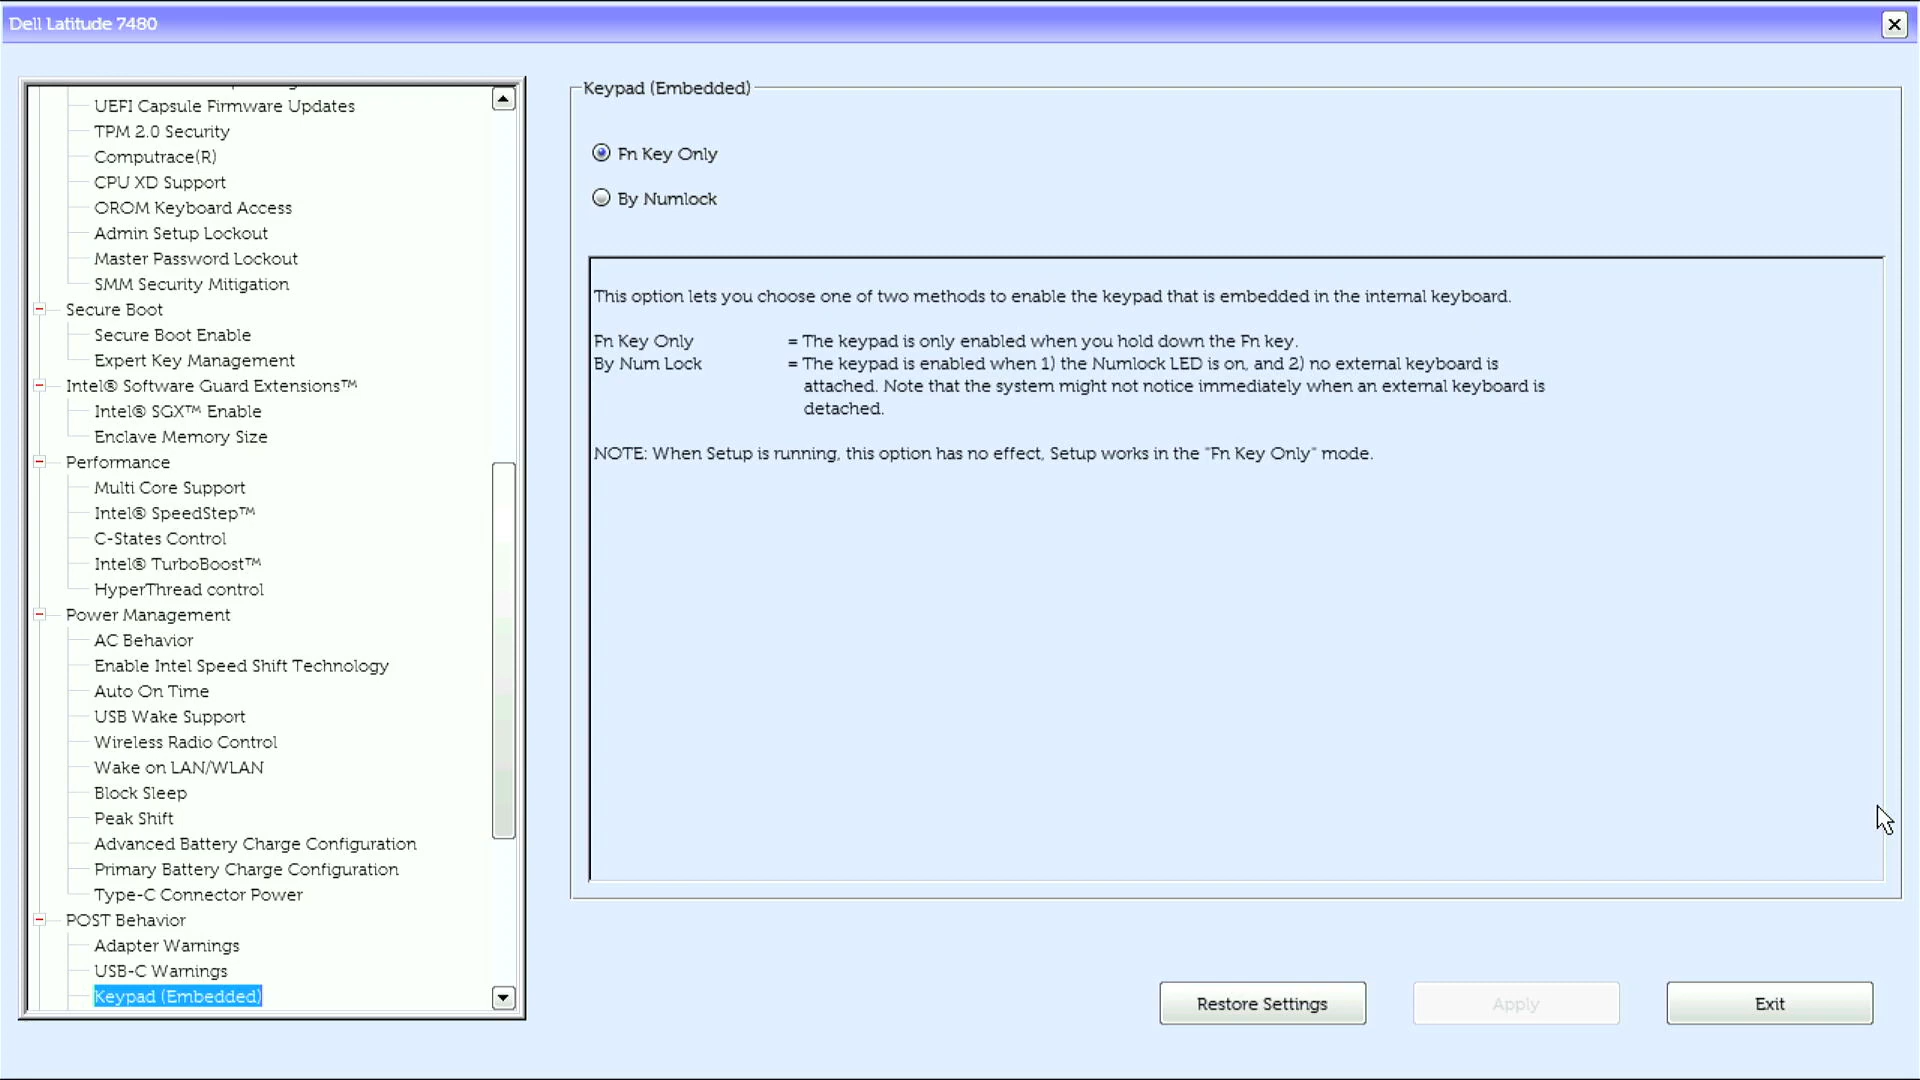 Dell Latitude 7480
UEFI Capsule Firmware Updates
TPM 2.0 Security
Computrace(R)
CPU XD Support
OROM Keyboard Access
Admin Setup Lockout
Master Password Lockout
SMM Security Mitigation
Secure Boot
Secure Boot Enable
Expert Key Management
Intel® Software Guard Extensions™
Intel® SGX™ Enable
Enclave Memory Size
Performance
Multi Core Support
Intel® SpeedStep™
C-States Control
Intel® TurboBoost™
HyperThread control
Power Management
AC Behavior
Enable Intel Speed Shift Technology
Auto On Time
USB Wake Support
Wireless Radio Control
Wake on LAN/WLAN
Block Sleep
Peak Shift
Advanced Battery Charge Configuration
Primary Battery Charge Configuration
Type-C Connector Power
POST Behavior
Adapter Warnings
USB-C Warnings
Keypad (Embedded)
Keypad (Embedded)
Fn Key Only
By Numlock
This option lets you choose one of two methods to enable the keypad that is embedded in the internal keyboard.
Fn Key Only = The keypad is only enabled when you hold down the Fn key.
By Num Lock = The keypad is enabled when 1) the Numlock LED is on, and 2) no external keyboard is
attached. Note that the system might not notice immediately when an external keyboard is
detached.
NOTE: When Setup is running, this option has no effect, Setup works in the "Fn Key Only" mode.
Restore Settings
Apply
Exit